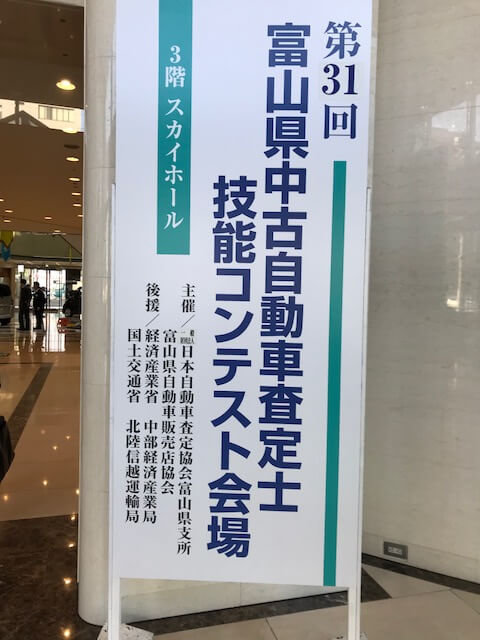 第31回
富山県中古自動車査定士
技能コンテスト会場
3階 スカイホール
主催／日本自動車査定協会富山県支所
富山県自動車販売店協会
後援／経済産業省 中部経済産業局
国土交通省 北陸信越運輸局